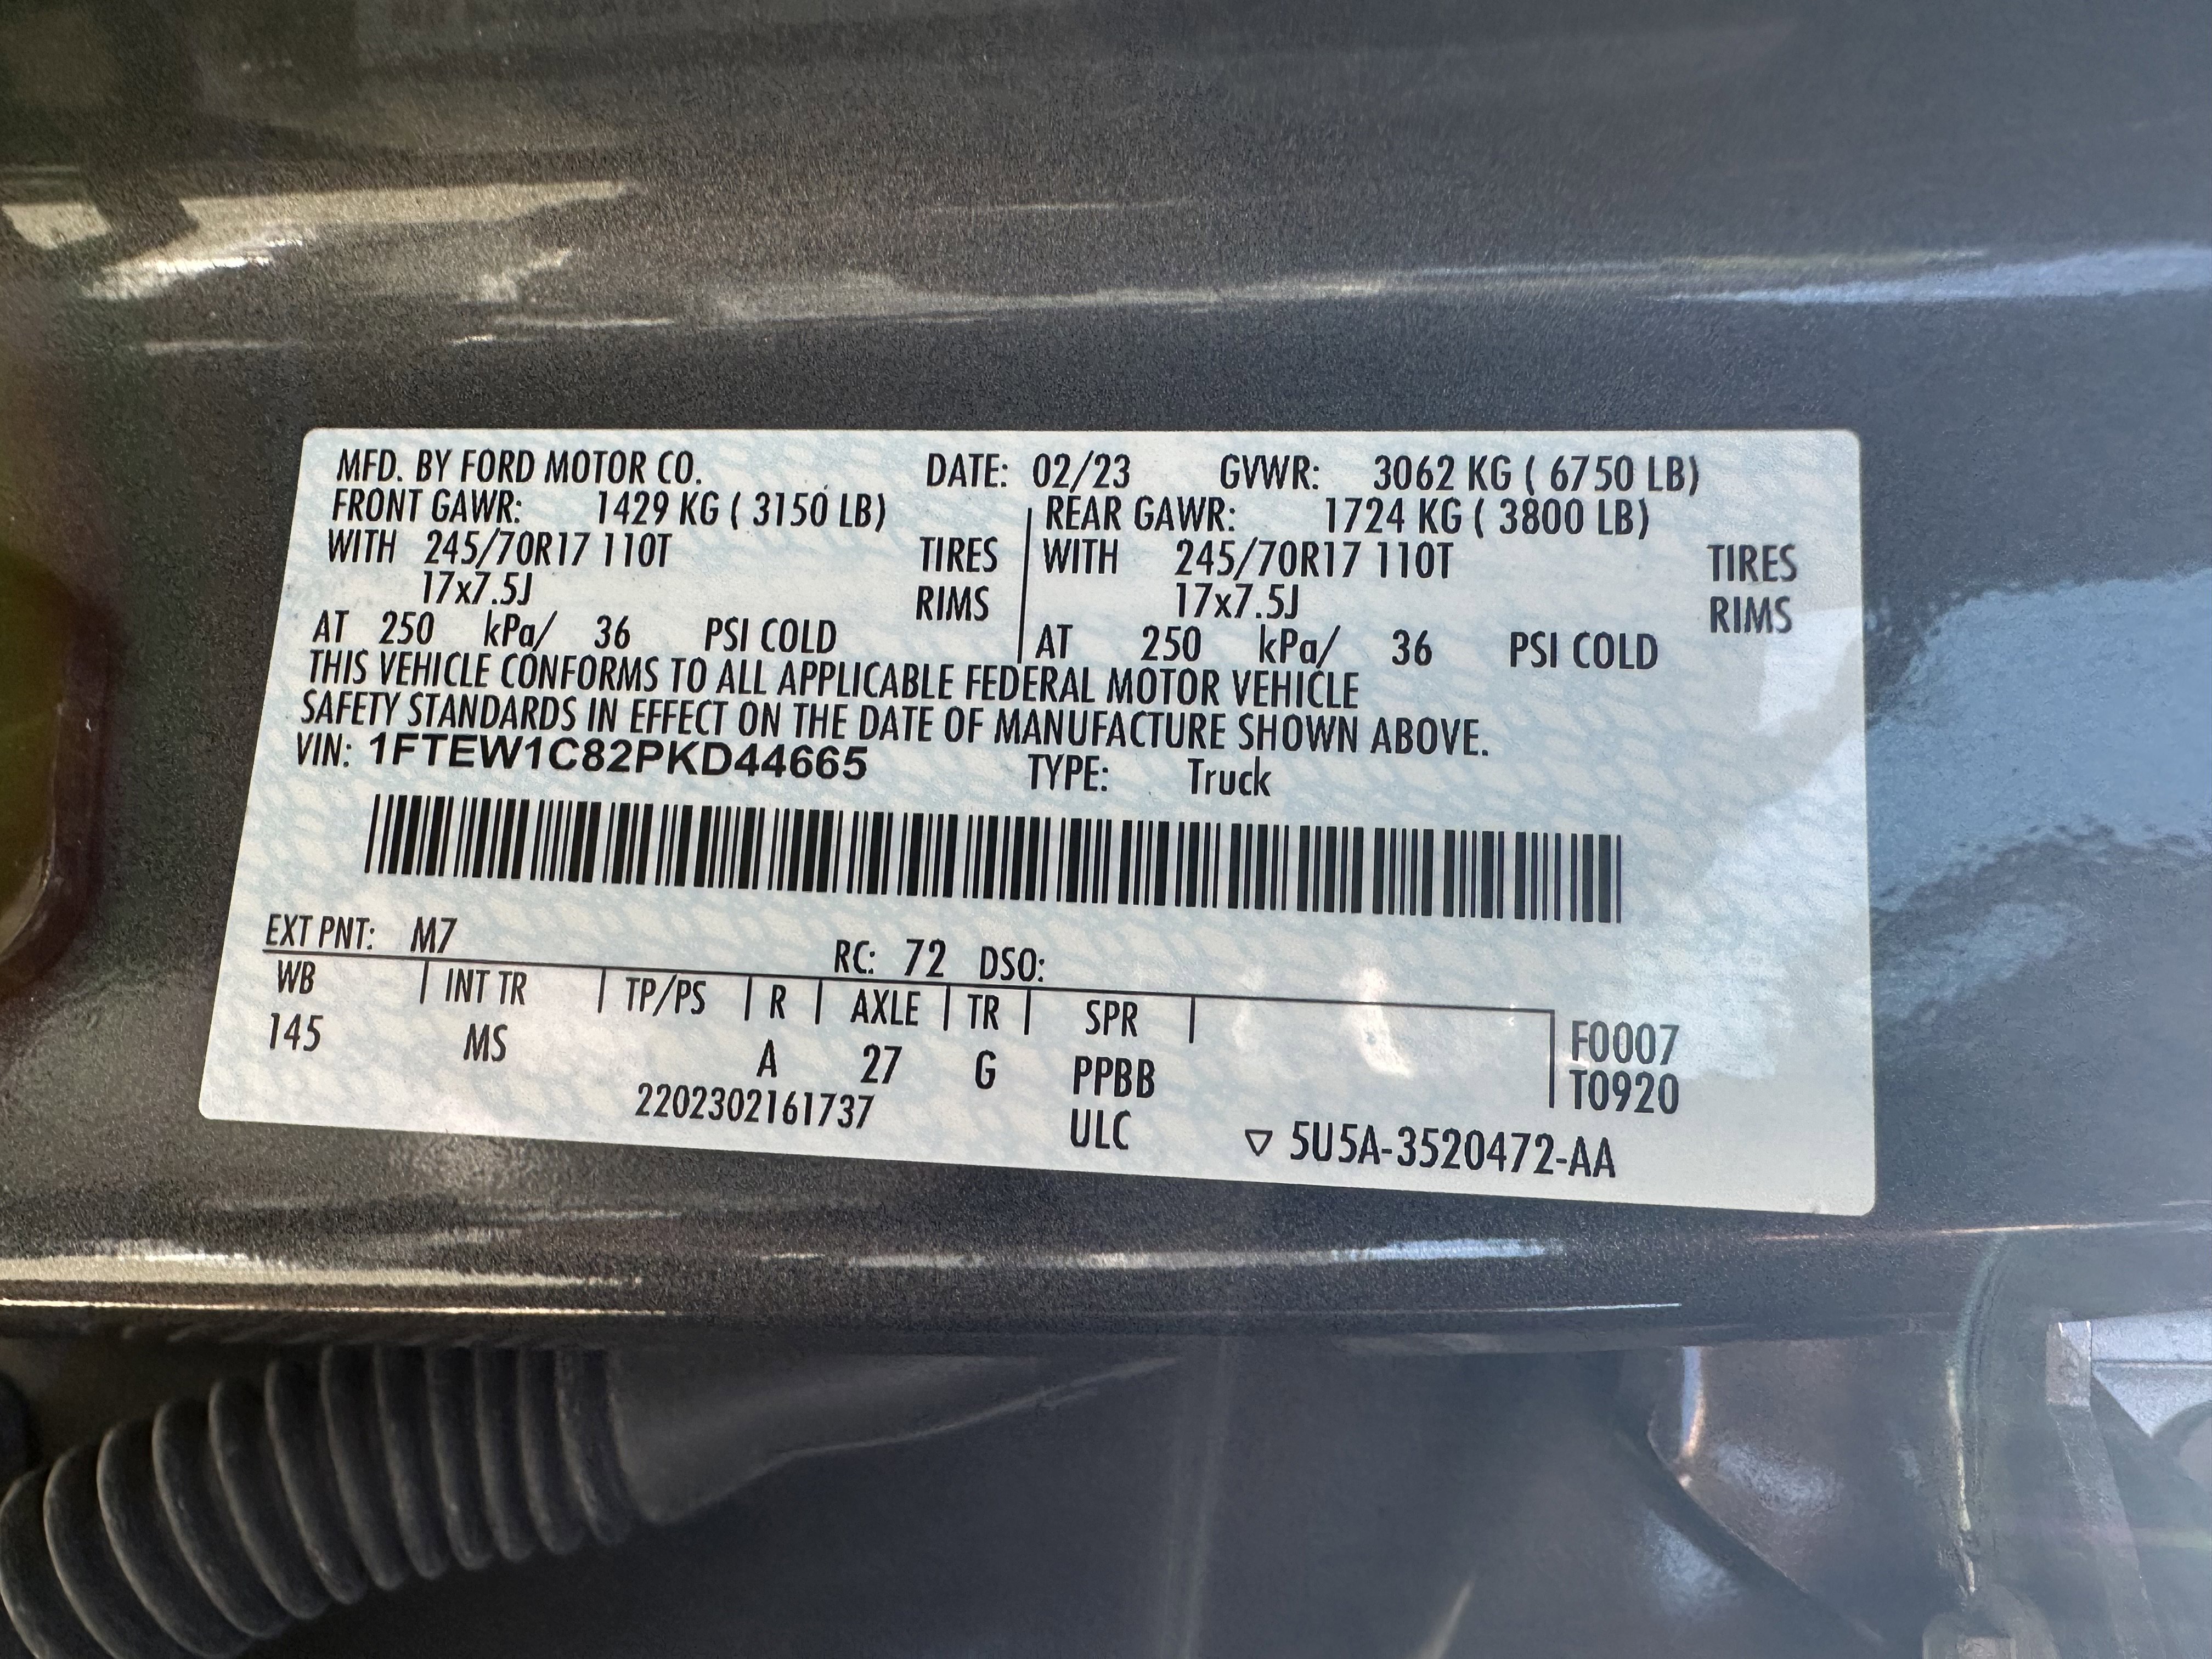 MFD. BY FORD MOTOR CO. DATE: 02/23 GVWR: 3062 KG ( 6750 LB)
FRONT GAWR: 1429 KG ( 3150 LB) REAR GAWR: 1724 KG ( 3800 LB)
WITH 245/70R17 110T TIRES WITH 245/70R17 110T TIRES
17x7.5J RIMS 17x7.5J RIMS
AT 250 kPa/ 36 PSI COLD AT 250 kPa/ 36 PSI COLD
THIS VEHICLE CONFORMS TO ALL APPLICABLE FEDERAL MOTOR VEHICLE
SAFETY STANDARDS IN EFFECT ON THE DATE OF MANUFACTURE SHOWN ABOVE.
VIN: 1FTEW1C82PKD44665 TYPE: Truck
EXT PNT: M7 RC: 72 DSO:
WB INT TR TP/PS R AXLE TR SPR F0007
145 MS A 27 G PPBB T0920
2202302161737 ULC ▽ 5U5A-3520472-AA